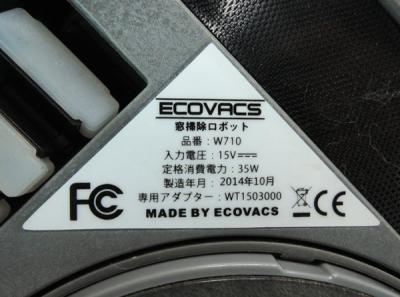 ECOVACS
窓掃除ロボット
品番：W710
入力電圧：15V⎓
定格消費電力：35W
製造年月：2014年10月
専用アダプター：WT1503000
FC CE
MADE BY ECOVACS